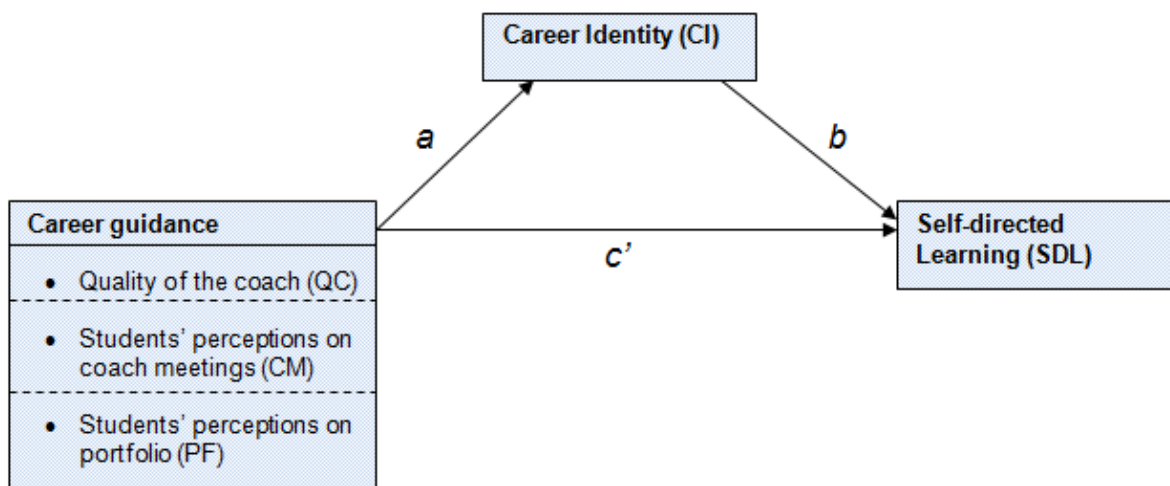 Career Identity (CI)
a
b
Career guidance
c’
Self-directed
Learning (SDL)
• Quality of the coach (QC)
• Students’ perceptions on
coach meetings (CM)
• Students’ perceptions on
portfolio (PF)